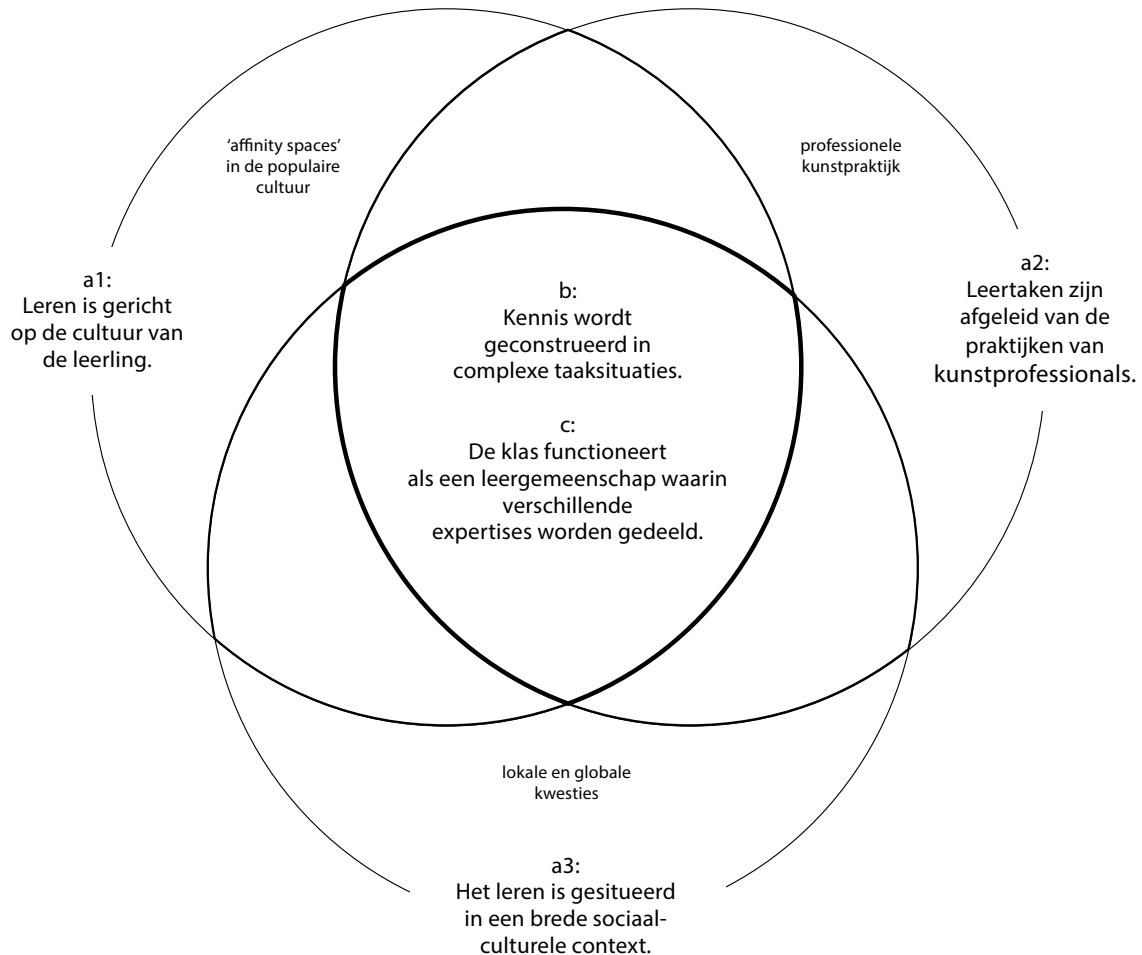 ‘affinity spaces’
in de populaire
cultuur
professionele
kunstpraktijk
a1:
Leren is gericht
op de cultuur van
de leerling.
a2:
Leertaken zijn
afgeleid van de
praktijken van
kunstprofessionals.
b:
Kennis wordt
geconstrueerd in
complexe taaksituaties.
c:
De klas functioneert
als een leergemeenschap waarin
verschillende
expertises worden gedeeld.
lokale en globale
kwesties
a3:
Het leren is gesitueerd
in een brede sociaal-
culturele context.